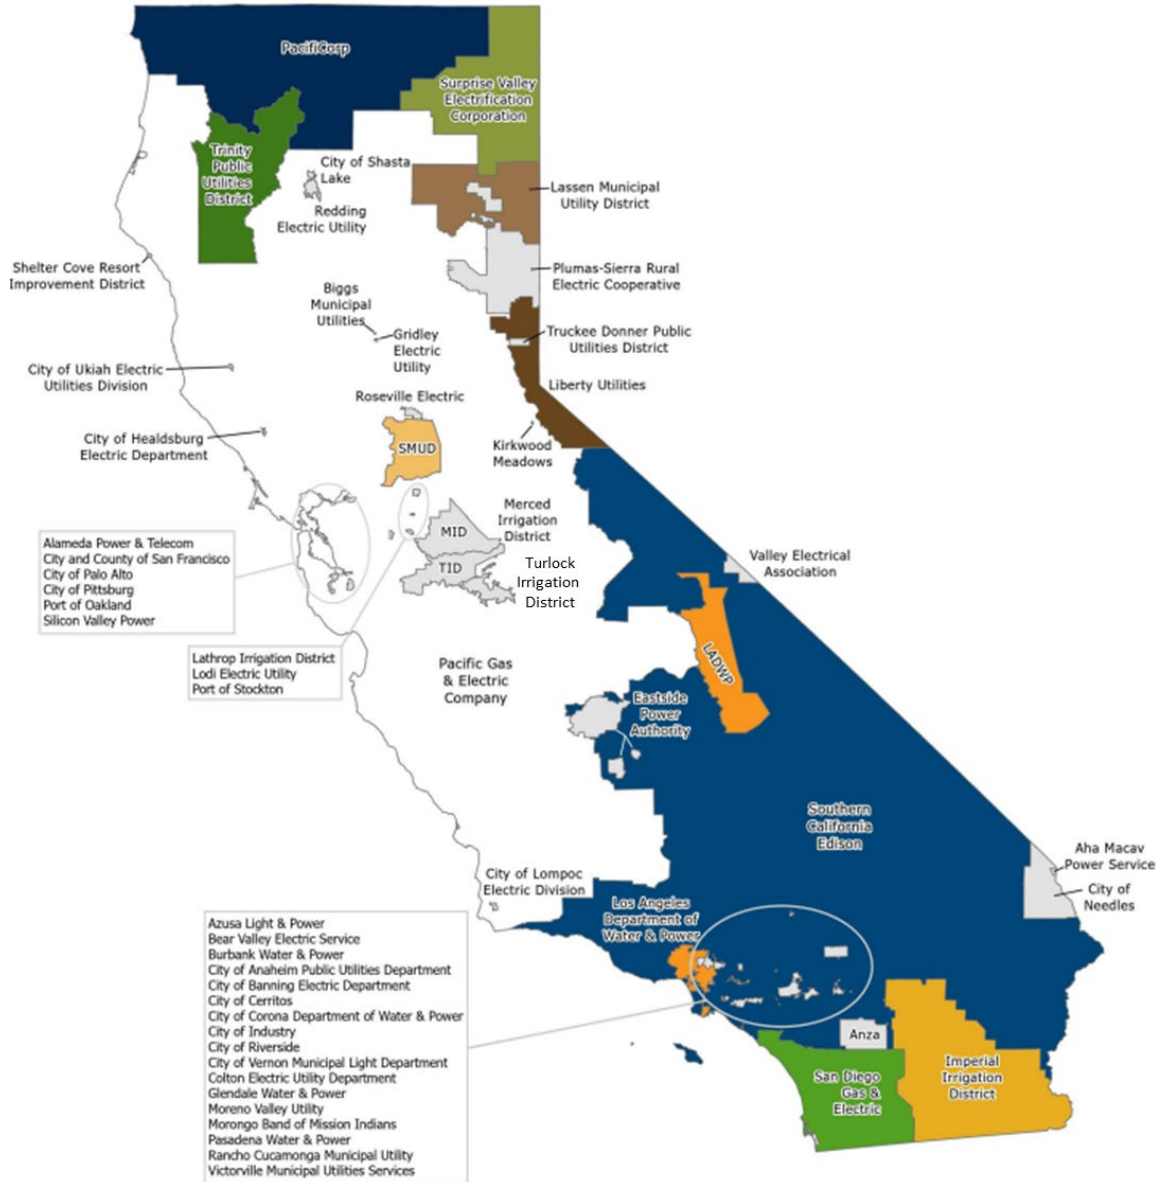 PacifiCorp
Surprise Valley
Electrification
Corporation
Trinity
Public
Utilities
District
City of Shasta
Lake
Redding
Electric Utility
Lassen Municipal
Utility District
Shelter Cove Resort
Improvement District
Plumas-Sierra Rural
Electric Cooperative
Biggs
Municipal
Utilities
Gridley
Electric
Utility
Truckee Donner Public
Utilities District
City of Ukiah Electric
Utilities Division
Liberty Utilities
Roseville Electric
City of Healdsburg
Electric Department
SMUD
Kirkwood
Meadows
Merced
Irrigation
District
MID
TID
Turlock
Irrigation
District
Valley Electrical
Association
Alameda Power & Telecom
City and County of San Francisco
City of Palo Alto
City of Pittsburg
Port of Oakland
Silicon Valley Power
Lathrop Irrigation District
Lodi Electric Utility
Port of Stockton
Pacific Gas
& Electric
Company
LADWP
Eastside
Power
Authority
Southern
California
Edison
Aha Macav
Power Service
City of
Needles
City of Lompoc
Electric Division
Los Angeles
Department of
Water & Power
Azusa Light & Power
Bear Valley Electric Service
Burbank Water & Power
City of Anaheim Public Utilities Department
City of Banning Electric Department
City of Cerritos
City of Corona Department of Water & Power
City of Industry
City of Riverside
City of Vernon Municipal Light Department
Colton Electric Utility Department
Glendale Water & Power
Moreno Valley Utility
Morongo Band of Mission Indians
Pasadena Water & Power
Rancho Cucamonga Municipal Utility
Victorville Municipal Utilities Services
Anza
San Diego
Gas &
Electric
Imperial
Irrigation
District